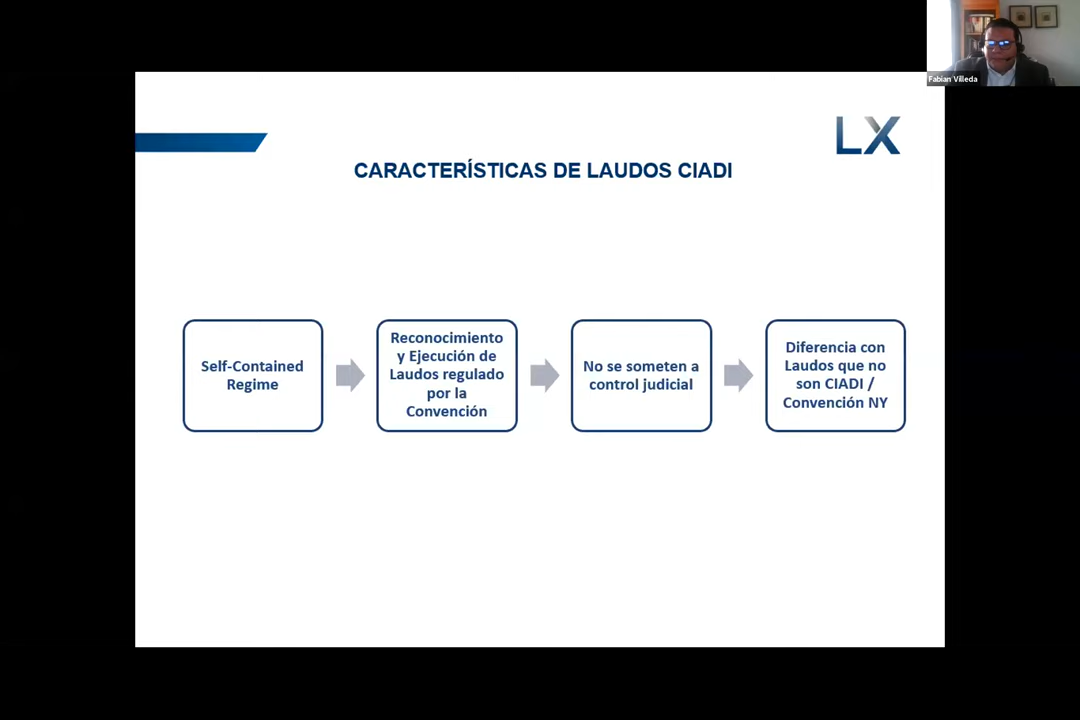 Fabian Villeda
LX
CARACTERÍSTICAS DE LAUDOS CIADI
Self-Contained
Regime
Reconocimiento
y Ejecución de
Laudos regulado
por la
Convención
No se someten a
control judicial
Diferencia con
Laudos que no
son CIADI /
Convención NY